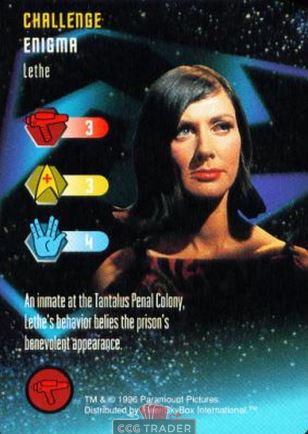 CHALLENGE
ENIGMA
Lethe
3
3
4
An inmate at the Tantalus Penal Colony,
Lethe's behavior belies the prison's
benevolent appearance.
TM & © 1996 Paramount Pictures.
Distributed by SkyBox International.™
CCG TRADER